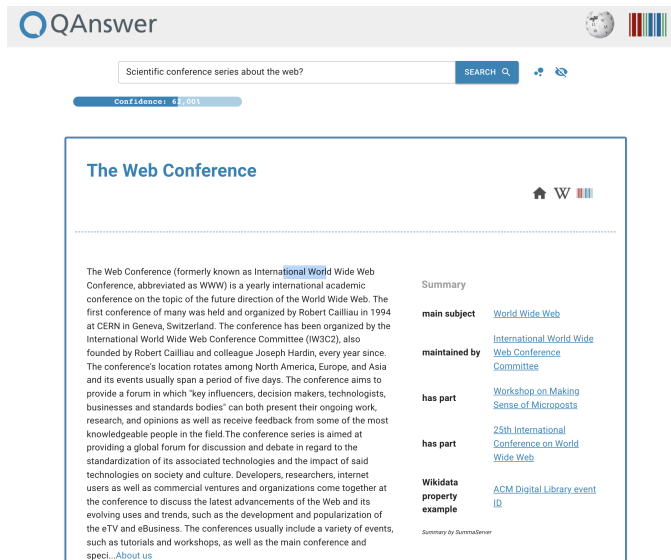 QAnswer
Scientific conference series about the web?
SEARCH
Confidence: 62,00%
The Web Conference
W
The Web Conference (formerly known as International World Wide Web
Conference, abbreviated as WWW) is a yearly international academic
conference on the topic of the future direction of the World Wide Web. The
first conference of many was held and organized by Robert Cailliau in 1994
at CERN in Geneva, Switzerland. The conference has been organized by the
International World Wide Web Conference Committee (IW3C2), also
founded by Robert Cailliau and colleague Joseph Hardin, every year since.
The conference's location rotates among North America, Europe, and Asia
and its events usually span a period of five days. The conference aims to
provide a forum in which "key influencers, decision makers, technologists,
businesses and standards bodies" can both present their ongoing work,
research, and opinions as well as receive feedback from some of the most
knowledgeable people in the field.The conference series is aimed at
providing a global forum for discussion and debate in regard to the
standardization of its associated technologies and the impact of said
technologies on society and culture. Developers, researchers, internet
users as well as commercial ventures and organizations come together at
the conference to discuss the latest advancements of the Web and its
evolving uses and trends, such as the development and popularization of
the eTV and eBusiness. The conferences usually include a variety of events,
such as tutorials and workshops, as well as the main conference and
speci...About us
Summary
main subject World Wide Web
maintained by International World Wide
Web Conference
Committee
has part Workshop on Making
Sense of Microposts
has part 25th International
Conference on World
Wide Web
Wikidata
property
example ACM Digital Library event
ID
Summary by SummaServer